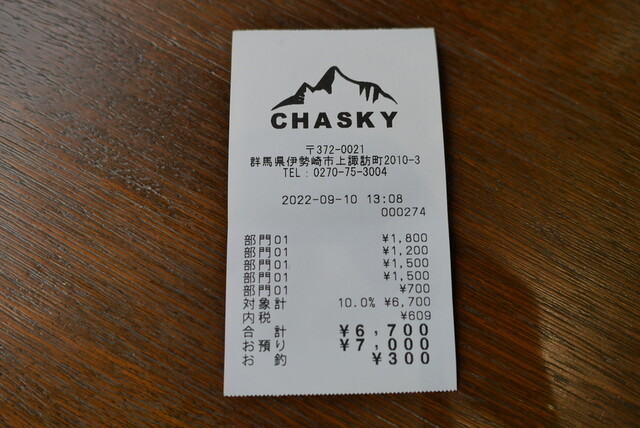 CHASKY
〒372-0021
群馬県伊勢崎市上諏訪町2010-3
TEL:0270-75-3004
2022-09-10 13:08
000274
部門01 ¥1,800
部門01 ¥1,200
部門01 ¥1,500
部門01 ¥1,500
部門01 ¥700
対象計 10.0% ¥6,700
内税 ¥609
合計 ¥6,700
お預り ¥7,000
お釣 ¥300